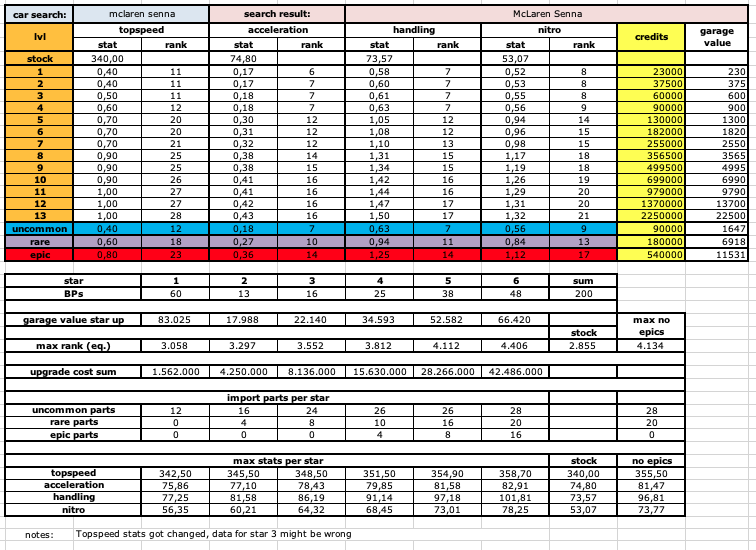 car search: mclaren senna search result: McLaren Senna
lvl topspeed acceleration handling nitro credits garage value
stat rank stat rank stat rank stat rank
stock 340,00 74,80 73,57 53,07
1 0,40 11 0,17 6 0,58 7 0,52 8 23000 230
2 0,40 11 0,17 7 0,60 7 0,53 8 37500 375
3 0,50 11 0,18 7 0,61 7 0,55 8 60000 600
4 0,60 12 0,18 7 0,63 7 0,56 9 90000 900
5 0,70 20 0,30 12 1,05 12 0,94 14 130000 1300
6 0,70 20 0,31 12 1,08 12 0,96 15 182000 1820
7 0,70 21 0,32 12 1,10 13 0,98 15 255000 2550
8 0,90 25 0,38 14 1,31 15 1,17 18 356500 3565
9 0,90 25 0,38 15 1,34 15 1,19 18 499500 4995
10 0,90 26 0,41 16 1,42 16 1,26 19 699000 6990
11 1,00 27 0,41 16 1,44 16 1,29 20 979000 9790
12 1,00 27 0,42 16 1,47 17 1,31 20 1370000 13700
13 1,00 28 0,43 16 1,50 17 1,32 21 2250000 22500
uncommon 0,40 12 0,18 7 0,63 7 0,56 9 90000 1647
rare 0,60 18 0,27 10 0,94 11 0,84 13 180000 6918
epic 0,80 23 0,36 14 1,25 14 1,12 17 540000 11531
star 1 2 3 4 5 6 sum
BPs 60 13 16 25 38 48 200
garage value star up 83.025 17.988 22.140 34.593 52.582 66.420 stock max no epics
max rank (eq.) 3.058 3.297 3.552 3.812 4.112 4.406 2.855 4.134
upgrade cost sum 1.562.000 4.250.000 8.136.000 15.630.000 28.266.000 42.486.000
import parts per star
uncommon parts 12 16 24 26 26 28 28
rare parts 0 4 8 10 16 20 20
epic parts 0 0 0 4 8 16 0
max stats per star stock no epics
topspeed 342,50 345,50 348,50 351,50 354,90 358,70 340,00 355,50
acceleration 75,86 77,10 78,43 79,85 81,58 82,91 74,80 81,47
handling 77,25 81,58 86,19 91,14 97,18 101,81 73,57 96,81
nitro 56,35 60,21 64,32 68,45 73,01 78,25 53,07 73,77
notes: Topspeed stats got changed, data for star 3 might be wrong